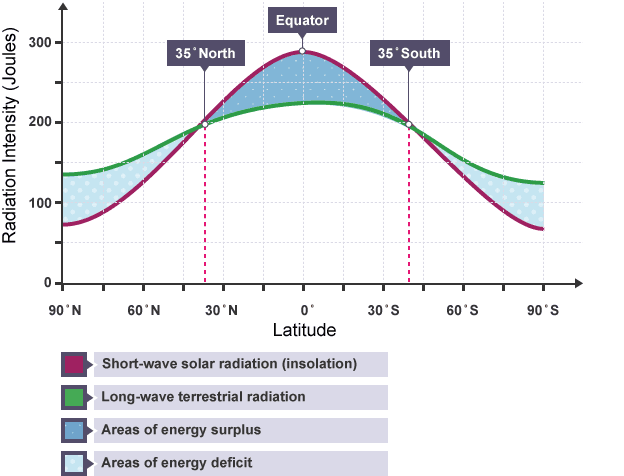 Equator
35°North
35°South
Radiation Intensity (Joules)
300
200
100
0
90°N
60°N
30°N
0°
30°S
60°S
90°S
Latitude
Short-wave solar radiation (insolation)
Long-wave terrestrial radiation
Areas of energy surplus
Areas of energy deficit